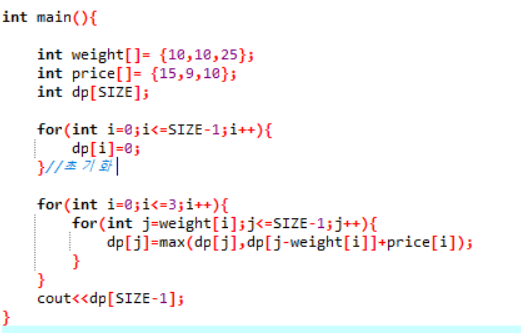 int main(){
int weight[]= {10,10,25};
int price[]= {15,9,10};
int dp[SIZE];
for(int i=0;i<=SIZE-1;i++){
dp[i]=0;
}//초기화
for(int i=0;i<=3;i++){
for(int j=weight[i];j<=SIZE-1;j++){
dp[j]=max(dp[j],dp[j-weight[i]]+price[i]);
}
}
cout<<dp[SIZE-1];
}